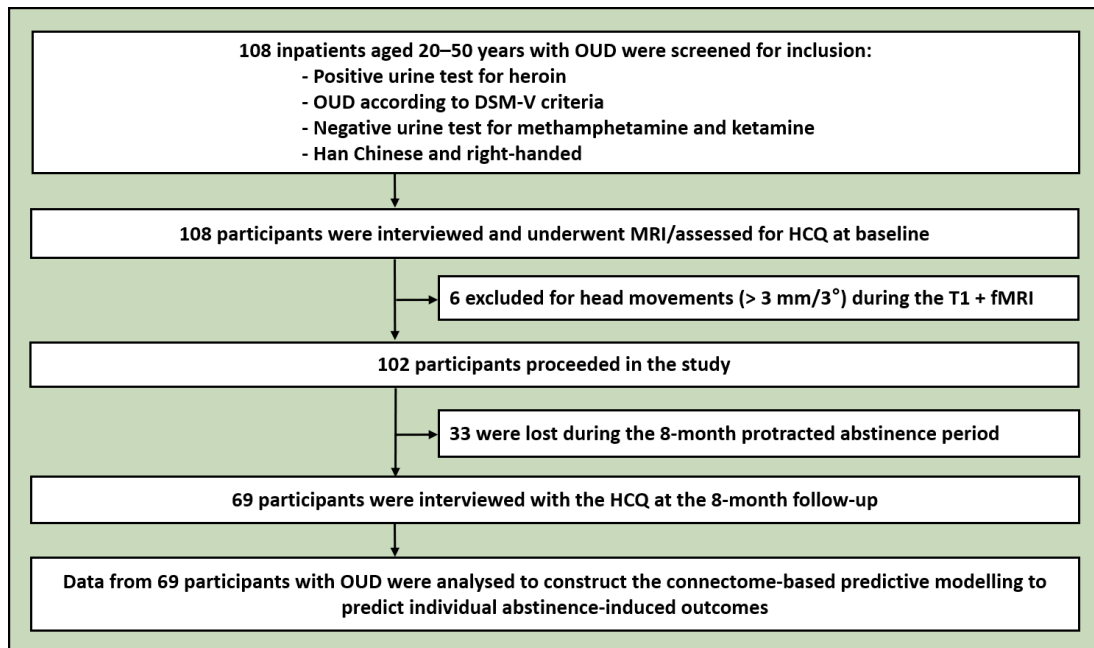 108 inpatients aged 20–50 years with OUD were screened for inclusion:
- Positive urine test for heroin
- OUD according to DSM-V criteria
- Negative urine test for methamphetamine and ketamine
- Han Chinese and right-handed
108 participants were interviewed and underwent MRI/assessed for HCQ at baseline
6 excluded for head movements (> 3 mm/3°) during the T1 + fMRI
102 participants proceeded in the study
33 were lost during the 8-month protracted abstinence period
69 participants were interviewed with the HCQ at the 8-month follow-up
Data from 69 participants with OUD were analysed to construct the connectome-based predictive modelling to
predict individual abstinence-induced outcomes